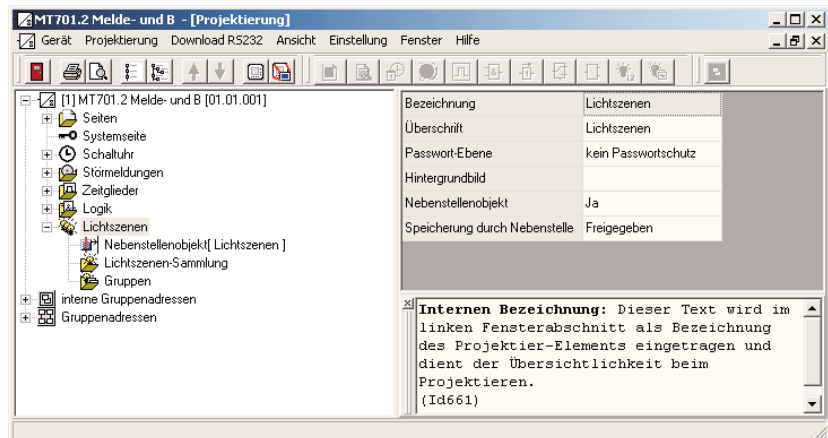 MT701.2 Melde- und B - [Projektierung]
Gerät Projektierung Download RS232 Ansicht Einstellung Fenster Hilfe
[1] MT701.2 Melde- und B [01.01.001]
Seiten
Systemseite
Schaltuhr
Störmeldungen
Zeitglieder
Logik
Lichtszenen
Nebenstellenobjekt[ Lichtszenen ]
Lichtszenen-Sammlung
Gruppen
interne Gruppenadressen
Gruppenadressen
Bezeichnung Lichtszenen
Überschrift Lichtszenen
Passwort-Ebene kein Passwortschutz
Hintergrundbild
Nebenstellenobjekt Ja
Speicherung durch Nebenstelle Freigegeben
Internen Bezeichnung: Dieser Text wird im
linken Fensterabschnitt als Bezeichnung
des Projektier-Elements eingetragen und
dient der Übersichtlichkeit beim
Projektieren.
(Id661)